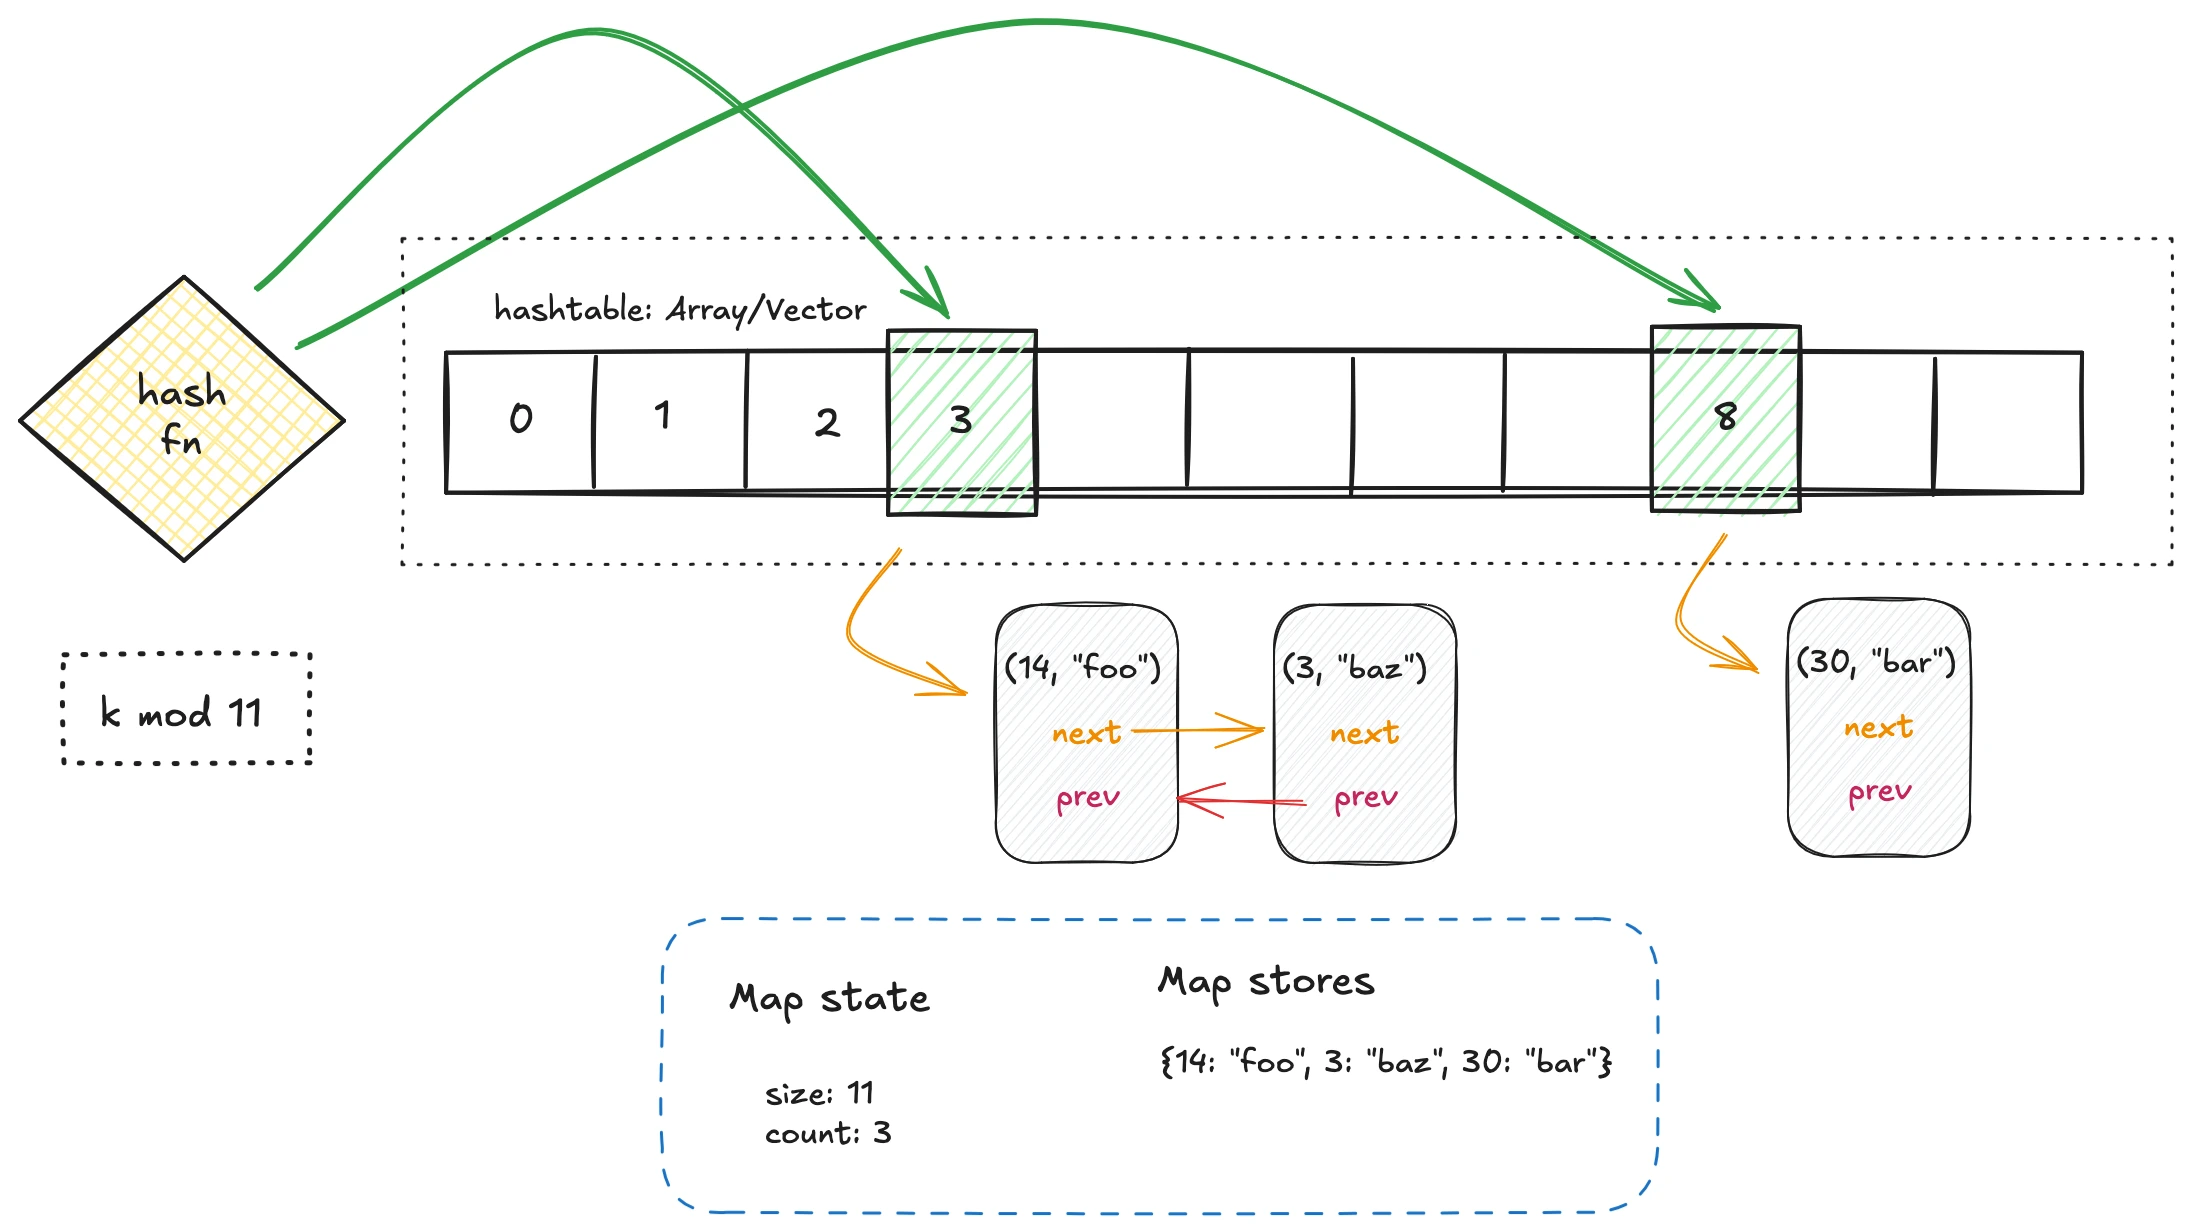 hashtable: Array/Vector
hash
fn
0
1
2
3
8
k mod 11
(14, "foo")
next
prev
(3, "baz")
next
prev
(30, "bar")
next
prev
Map state
size: 11
count: 3
Map stores
{14: "foo", 3: "baz", 30: "bar"}